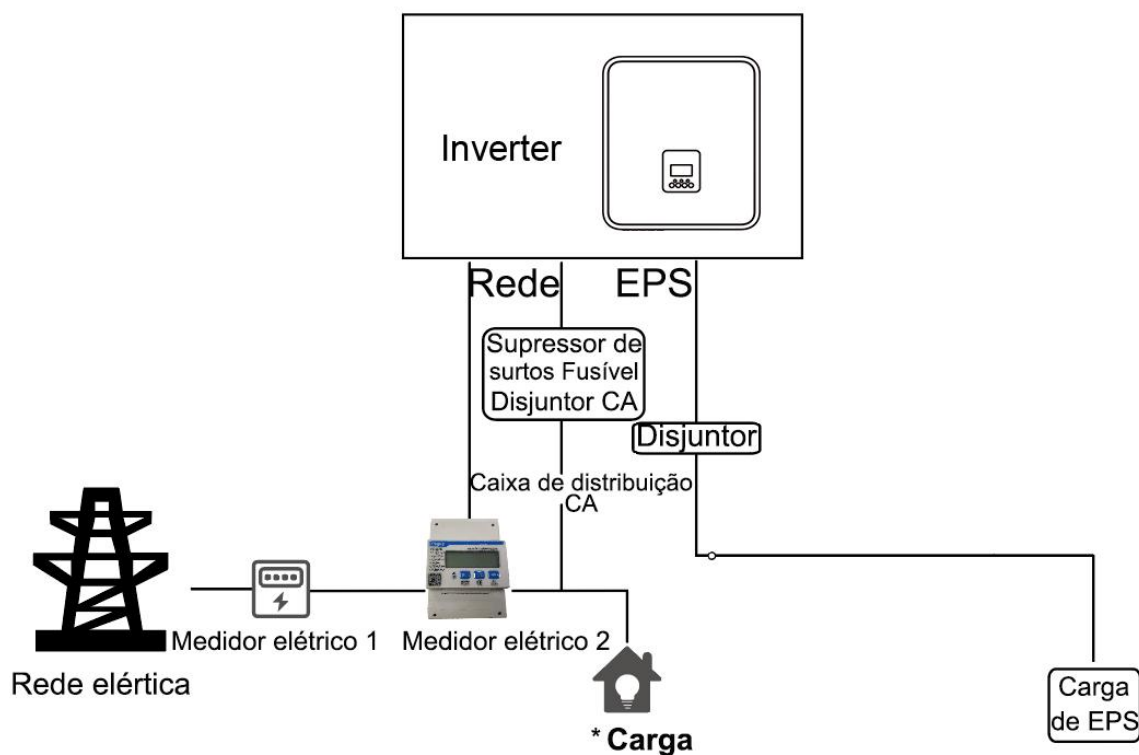 Inverter
Rede
EPS
Supressor de
surtos Fusível
Disjuntor CA
Disjuntor
Caixa de distribuição
CA
Medidor elétrico 1
Medidor elétrico 2
Rede elértica
* Carga
Carga
de EPS